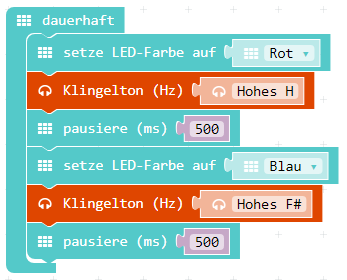 dauerhaft
setze LED-Farbe auf Rot
Klingelton (Hz) Hohes H
pausiere (ms) 500
setze LED-Farbe auf Blau
Klingelton (Hz) Hohes F#
pausiere (ms) 500